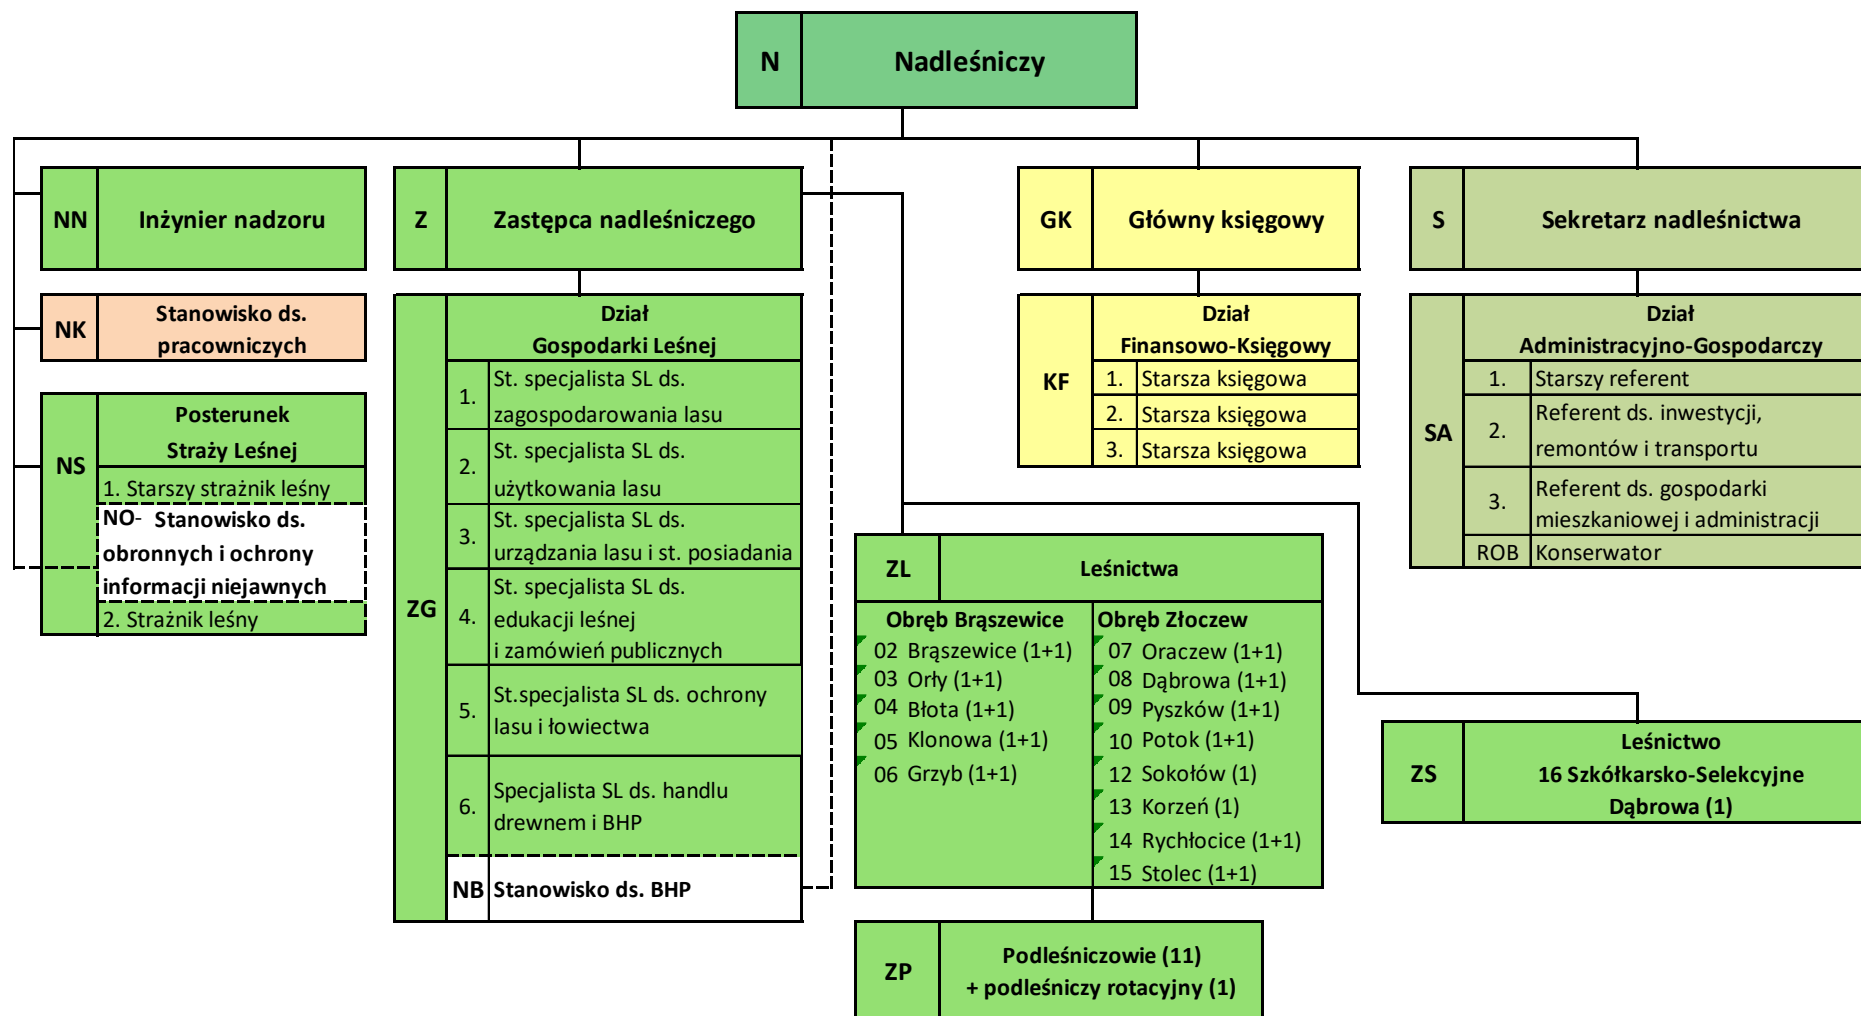 N Nadleśniczy
NN Inżynier nadzoru
NK Stanowisko ds.
pracowniczych
NS Posterunek
Straży Leśnej
1. Starszy strażnik leśny
NO- Stanowisko ds.
obronnych i ochrony
informacji niejawnych
2. Strażnik leśny
Z Zastępca nadleśniczego
ZG Dział
Gospodarki Leśnej
1. St. specjalista SL ds.
zagospodarowania lasu
2. St. specjalista SL ds.
użytkowania lasu
3. St. specjalista SL ds.
urządzania lasu i st. posiadania
4. St. specjalista SL ds.
edukacji leśnej
i zamówień publicznych
5. St.specjalista SL ds. ochrony
lasu i łowiectwa
6. Specjalista SL ds. handlu
drewnem i BHP
NB Stanowisko ds. BHP
GK Główny księgowy
KF Dział
Finansowo-Księgowy
1. Starsza księgowa
2. Starsza księgowa
3. Starsza księgowa
S Sekretarz nadleśnictwa
SA Dział
Administracyjno-Gospodarczy
1. Starszy referent
2. Referent ds. inwestycji,
remontów i transportu
3. Referent ds. gospodarki
mieszkaniowej i administracji
ROB Konserwator
ZL Leśnictwa
Obręb Brąszewice
02 Brąszewice (1+1)
03 Orły (1+1)
04 Błota (1+1)
05 Klonowa (1+1)
06 Grzyb (1+1)
Obręb Złoczew
07 Oraczew (1+1)
08 Dąbrowa (1+1)
09 Pyszków (1+1)
10 Potok (1+1)
12 Sokołów (1)
13 Korzeń (1)
14 Rychłocice (1+1)
15 Stolec (1+1)
ZP Podleśniczowie (11)
+ podleśniczy rotacyjny (1)
ZS Leśnictwo
16 Szkółkarsko-Selekcyjne
Dąbrowa (1)